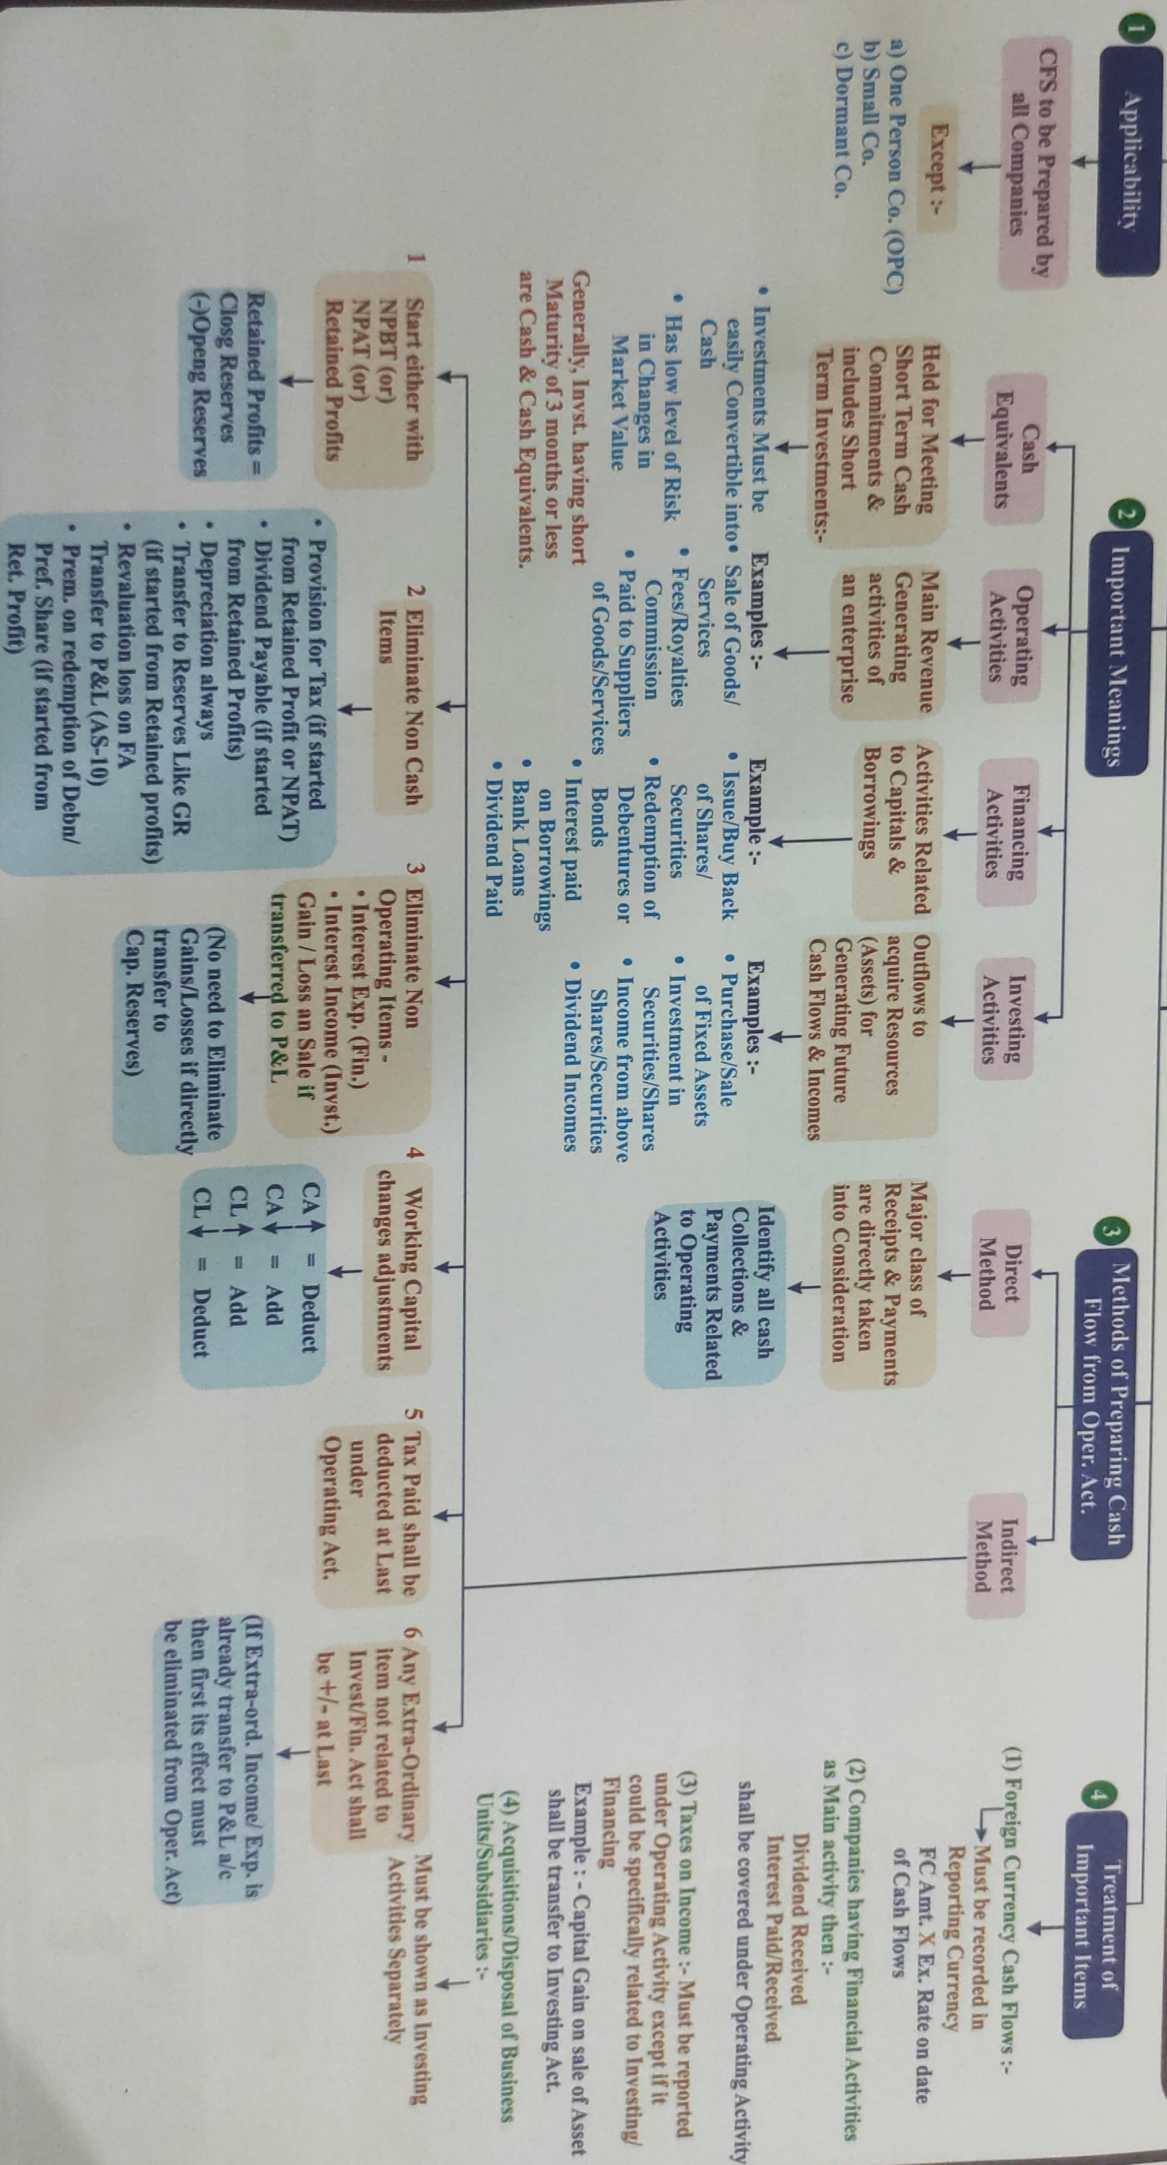 1 Applicability
CFS to be Prepared by
all Companies
Except :-
a) One Person Co. (OPC)
b) Small Co.
c) Dormant Co.
2 Important Meanings
Cash
Equivalents
Held for Meeting
Short Term Cash
Commitments &
includes Short
Term Investments:-
• Investments Must be
easily Convertible into
Cash
• Has low level of Risk
in Changes in
Market Value
Generally, Invst. having short
Maturity of 3 months or less
are Cash & Cash Equivalents.
Operating
Activities
Main Revenue
Generating
activities of
an enterprise
Examples :-
• Sale of Goods/
Services
• Fees/Royalties
Commission
• Paid to Suppliers
of Goods/Services
Financing
Activities
Activities Related
to Capitals &
Borrowings
Example :-
• Issue/Buy Back
of Shares/
Securities
• Redemption of
Debentures or
Bonds
• Interest paid
on Borrowings
• Bank Loans
• Dividend Paid
Investing
Activities
Outflows to
acquire Resources
(Assets) for
Generating Future
Cash Flows & Incomes
Examples :-
• Purchase/Sale
of Fixed Assets
• Investment in
Securities/Shares
• Income from above
Shares/Securities
• Dividend Incomes
3 Methods of Preparing Cash
Flow from Oper. Act.
Direct
Method
Major class of
Receipts & Payments
are directly taken
into Consideration
Identify all cash
Collections &
Payments Related
to Operating
Activities
Indirect
Method
1 Start either with
NPBT (or)
NPAT (or)
Retained Profits
Retained Profits =
Closg Reserves
(-)Openg Reserves
2 Eliminate Non Cash
Items
• Provision for Tax (if started
from Retained Profit or NPAT)
• Dividend Payable (if started
from Retained Profits)
• Depreciation always
• Transfer to Reserves Like GR
(if started from Retained profits)
• Revaluation loss on FA
Transfer to P&L (AS-10)
• Prem. on redemption of Debn/
Pref. Share (if started from
Ret. Profit)
3 Eliminate Non
Operating Items -
• Interest Exp. (Fin.)
• Interest Income (Invst.)
Gain / Loss an Sale if
transferred to P&L
(No need to Eliminate
Gains/Losses if directly
transfer to
Cap. Reserves)
4 Working Capital
changes adjustments
CA↑ = Deduct
CA↓ = Add
CL↑ = Add
CL↓ = Deduct
5 Tax Paid shall be
deducted at Last
under
Operating Act.
6 Any Extra-Ordinary
item not related to
Invest/Fin. Act shall
be +/- at Last
(If Extra-ord. Income/ Exp. is
already transfer to P&L a/c
then first its effect must
be eliminated from Oper. Act)
4 Treatment of
Important Items
(1) Foreign Currency Cash Flows :-
Must be recorded in
Reporting Currency
FC Amt. X Ex. Rate on date
of Cash Flows
(2) Companies having Financial Activities
as Main activity then :-
Dividend Received
Interest Paid/Received
shall be covered under Operating Activity
(3) Taxes on Income :- Must be reported
under Operating Activity except if it
could be specifically related to Investing/
Financing
Example : - Capital Gain on sale of Asset
shall be transfer to Investing Act.
(4) Acquisitions/Disposal of Business
Units/Subsidiaries :-
Must be shown as Investing
Activities Separately